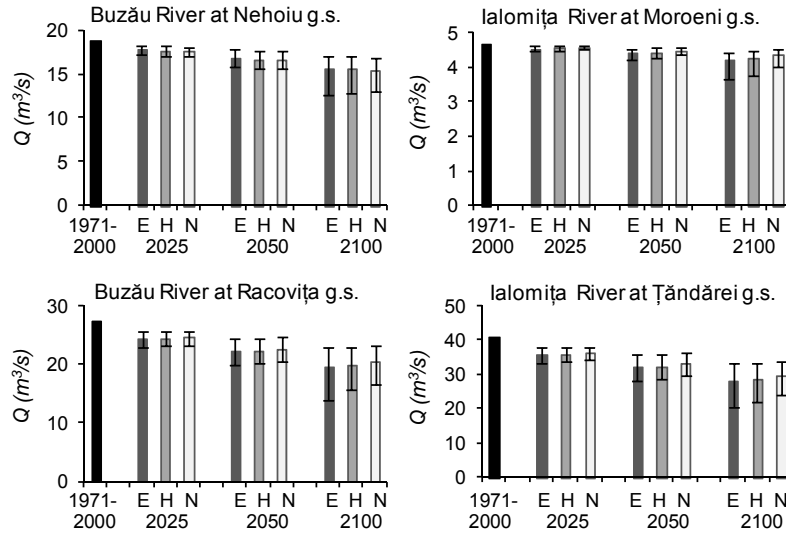 Buzău River at Nehoiu g.s.
Q (m³/s)
20
15
10
5
0
E H N E H N E H N
1971-2000 2025 2050 2100
Ialomița River at Moroeni g.s.
Q (m³/s)
5
4
3
2
1
0
E H N E H N E H N
1971-2000 2025 2050 2100
Buzău River at Racovița g.s.
Q (m³/s)
30
20
10
0
E H N E H N E H N
1971-2000 2025 2050 2100
Ialomița River at Țăndărei g.s.
Q (m³/s)
50
40
30
20
10
0
E H N E H N E H N
1971-2000 2025 2050 2100